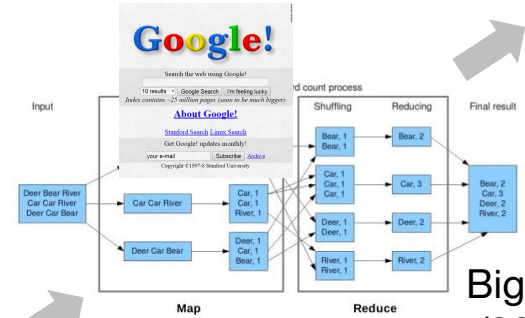 Google!
Search the web using Google!
10 results Google Search I'm feeling lucky
Index contains ~25 million pages (soon to be much bigger)
About Google!
Stanford Search Linux Search
Get Google! updates monthly!
your e-mail Subscribe Archive
Copyright ©1997-8 Stanford University
rd count process
Input
Shuffling
Reducing
Final result
Deer Bear River
Car Car River
Deer Car Bear
Car Car River
Deer Car Bear
Car, 1
Car, 1
River, 1
Deer, 1
Car, 1
Bear, 1
Bear, 1
Bear, 1
Car, 1
Car, 1
Car, 1
Deer, 1
Deer, 1
River, 1
River, 1
Bear, 2
Car, 3
Deer, 2
River, 2
Bear, 2
Car, 3
Deer, 2
River, 2
Map
Reduce
Big